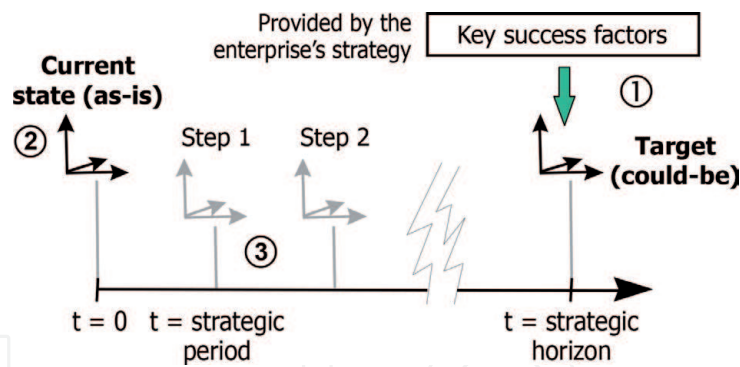 Provided by the
enterprise's strategy
Key success factors
①
Current
state (as-is)
②
Step 1
Step 2
Target
(could-be)
③
t = 0
t = strategic
period
t = strategic
horizon